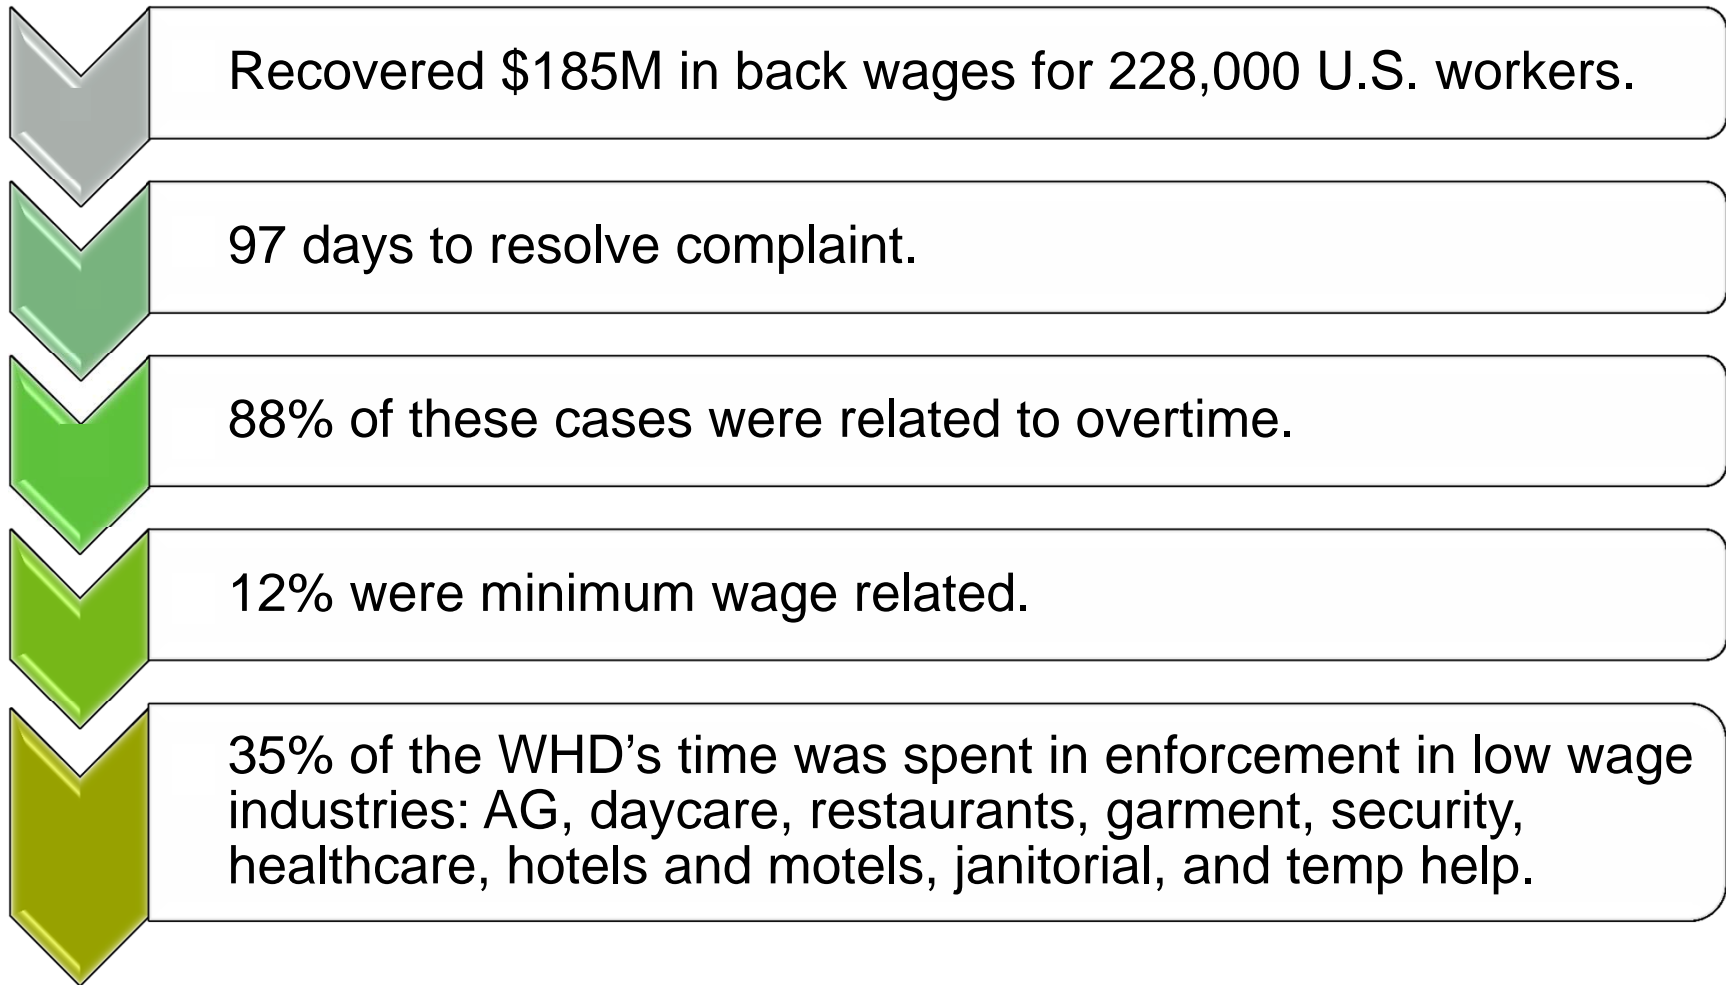 Recovered $185M in back wages for 228,000 U.S. workers.
97 days to resolve complaint.
88% of these cases were related to overtime.
12% were minimum wage related.
35% of the WHD’s time was spent in enforcement in low wage
industries: AG, daycare, restaurants, garment, security,
healthcare, hotels and motels, janitorial, and temp help.